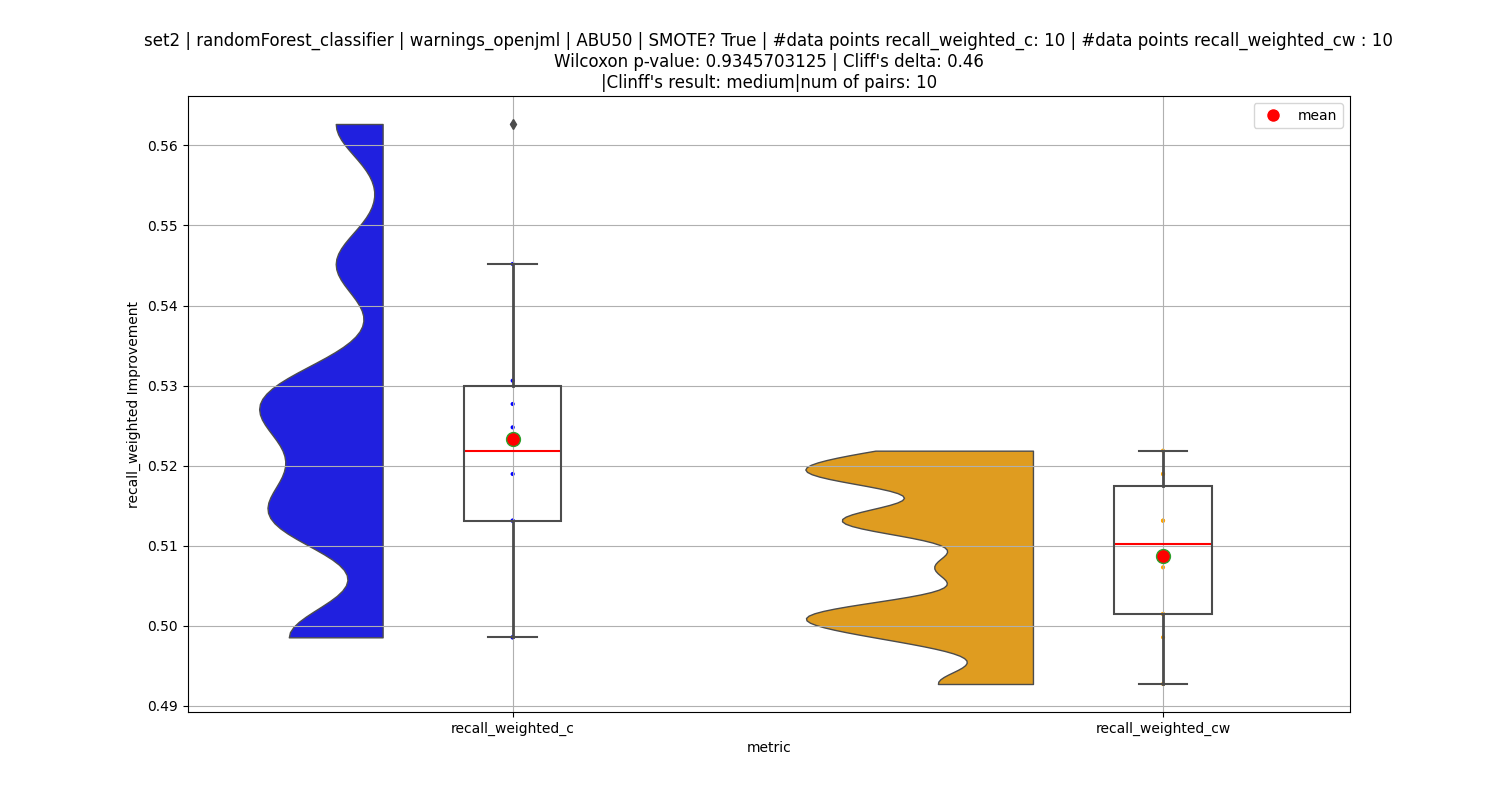 set2 | randomForest_classifier | warnings_openjml | ABU50 | SMOTE? True | #data points recall_weighted_c: 10 | #data points recall_weighted_cw : 10
Wilcoxon p-value: 0.9345703125 | Cliff's delta: 0.46
|Clinff's result: medium|num of pairs: 10
mean
0.56
0.55
0.54
0.53
0.52
0.51
0.50
0.49
recall_weighted Improvement
recall_weighted_c
recall_weighted_cw
metric